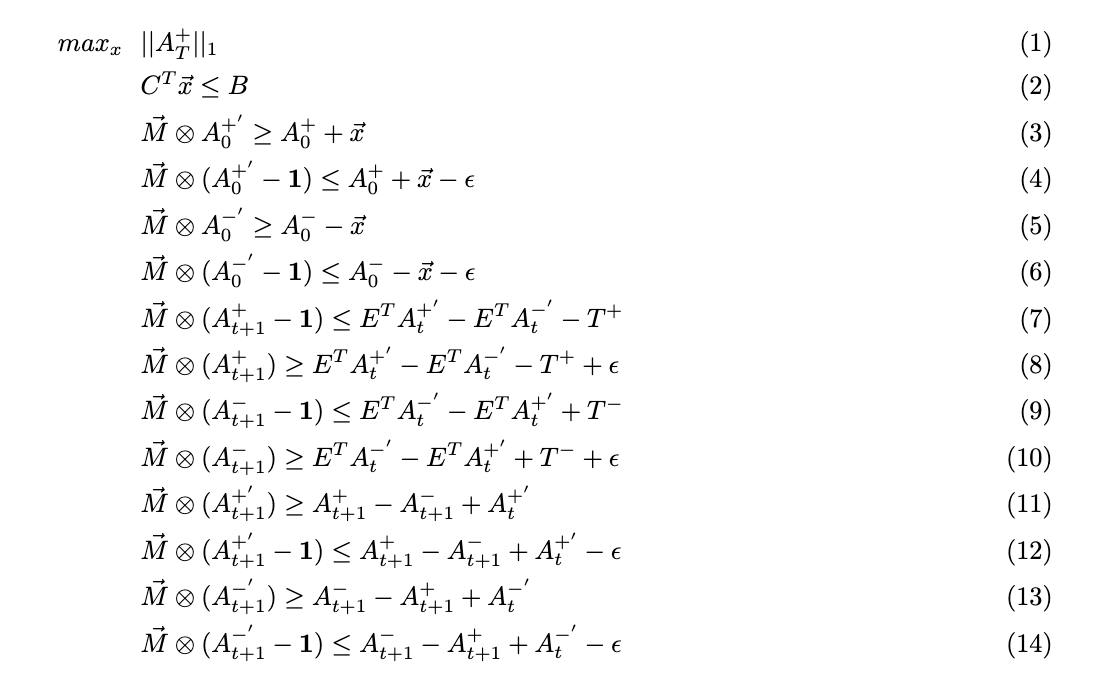 max_x ||A_T^+||_1 (1)
C^T \vec{x} ≤ B (2)
\vec{M} ⊗ A_0^{+'} ≥ A_0^+ + \vec{x} (3)
\vec{M} ⊗ (A_0^{+'} − 𝟏) ≤ A_0^+ + \vec{x} − ϵ (4)
\vec{M} ⊗ A_0^{-'} ≥ A_0^- − \vec{x} (5)
\vec{M} ⊗ (A_0^{-'} − 𝟏) ≤ A_0^- − \vec{x} − ϵ (6)
\vec{M} ⊗ (A_{t+1}^+ − 𝟏) ≤ E^T A_t^{+'} − E^T A_t^{-'} − T^+ (7)
\vec{M} ⊗ (A_{t+1}^+) ≥ E^T A_t^{+'} − E^T A_t^{-'} − T^+ + ϵ (8)
\vec{M} ⊗ (A_{t+1}^- − 𝟏) ≤ E^T A_t^{-'} − E^T A_t^{+'} + T^- (9)
\vec{M} ⊗ (A_{t+1}^-) ≥ E^T A_t^{-'} − E^T A_t^{+'} + T^- + ϵ (10)
\vec{M} ⊗ (A_{t+1}^{+'}) ≥ A_{t+1}^+ − A_{t+1}^- + A_t^{+'} (11)
\vec{M} ⊗ (A_{t+1}^{+'} − 𝟏) ≤ A_{t+1}^+ − A_{t+1}^- + A_t^{+'} − ϵ (12)
\vec{M} ⊗ (A_{t+1}^{-'}) ≥ A_{t+1}^- − A_{t+1}^+ + A_t^{-'} (13)
\vec{M} ⊗ (A_{t+1}^{-'} − 𝟏) ≤ A_{t+1}^- − A_{t+1}^+ + A_t^{-'} − ϵ (14)